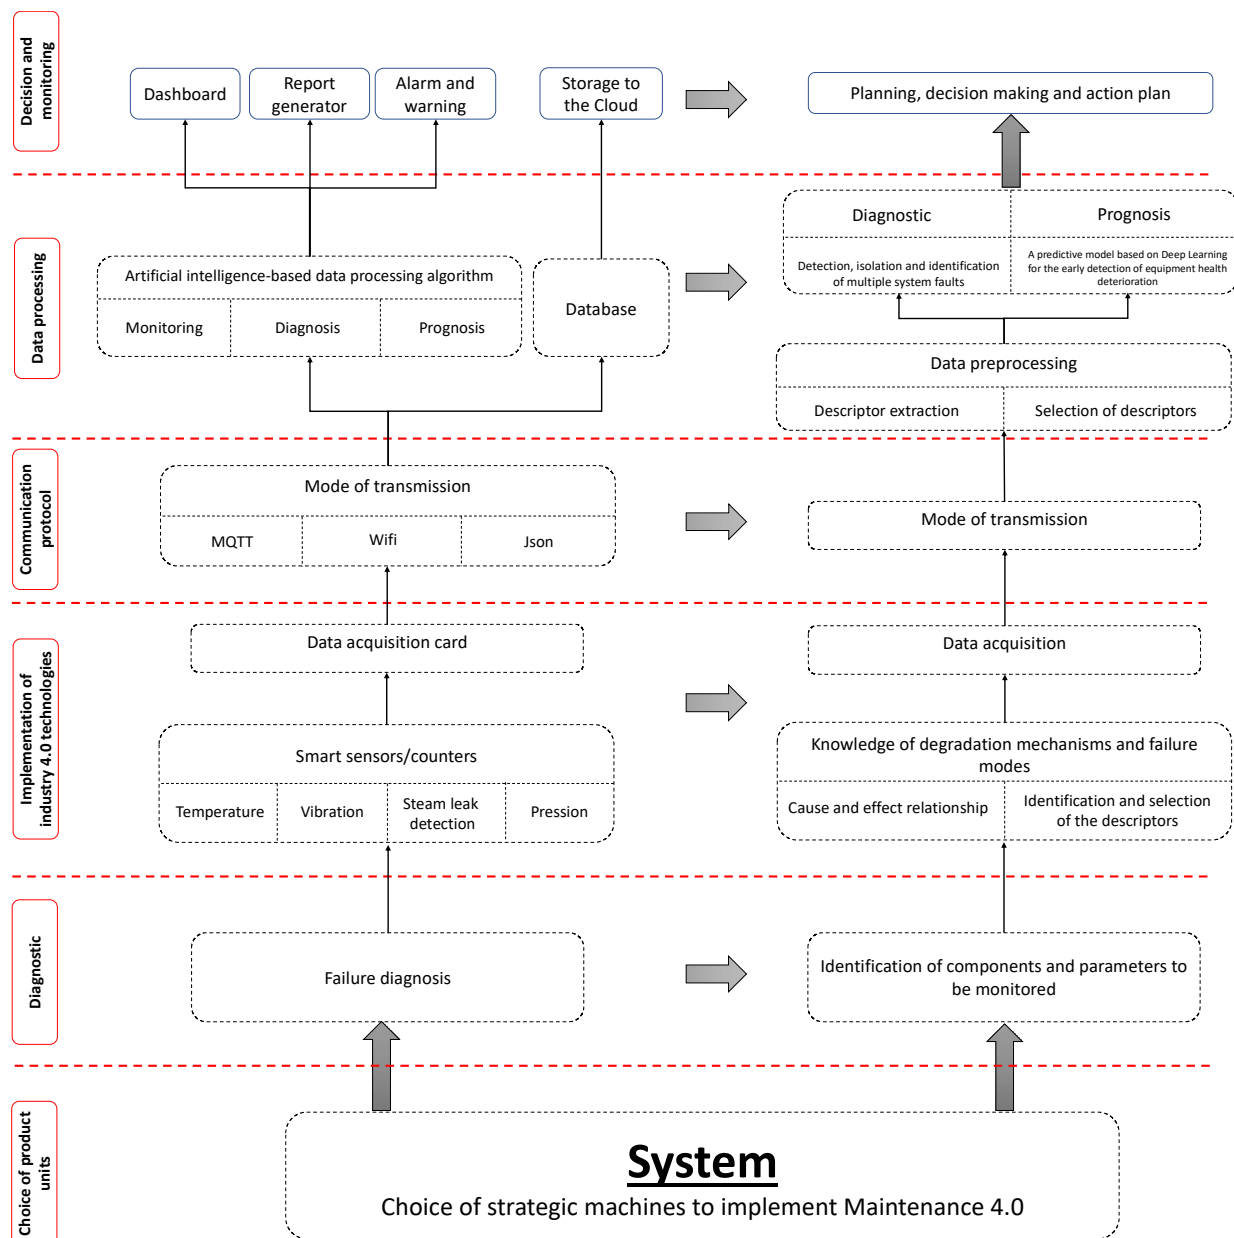 Decision and
monitoring
Dashboard
Report
generator
Alarm and
warning
Storage to
the Cloud
Planning, decision making and action plan
Data processing
Artificial intelligence-based data processing algorithm
Monitoring
Diagnosis
Prognosis
Database
Diagnostic
Prognosis
Detection, isolation and identification
of multiple system faults
A predictive model based on Deep Learning
for the early detection of equipment health
deterioration
Data preprocessing
Descriptor extraction
Selection of descriptors
Communication
protocol
Mode of transmission
MQTT
Wifi
Json
Mode of transmission
Implementation of
industry 4.0 technologies
Data acquisition card
Data acquisition
Smart sensors/counters
Temperature
Vibration
Steam leak
detection
Pression
Knowledge of degradation mechanisms and failure
modes
Cause and effect relationship
Identification and selection
of the descriptors
Diagnostic
Failure diagnosis
Identification of components and parameters to
be monitored
Choice of product
units
System
Choice of strategic machines to implement Maintenance 4.0